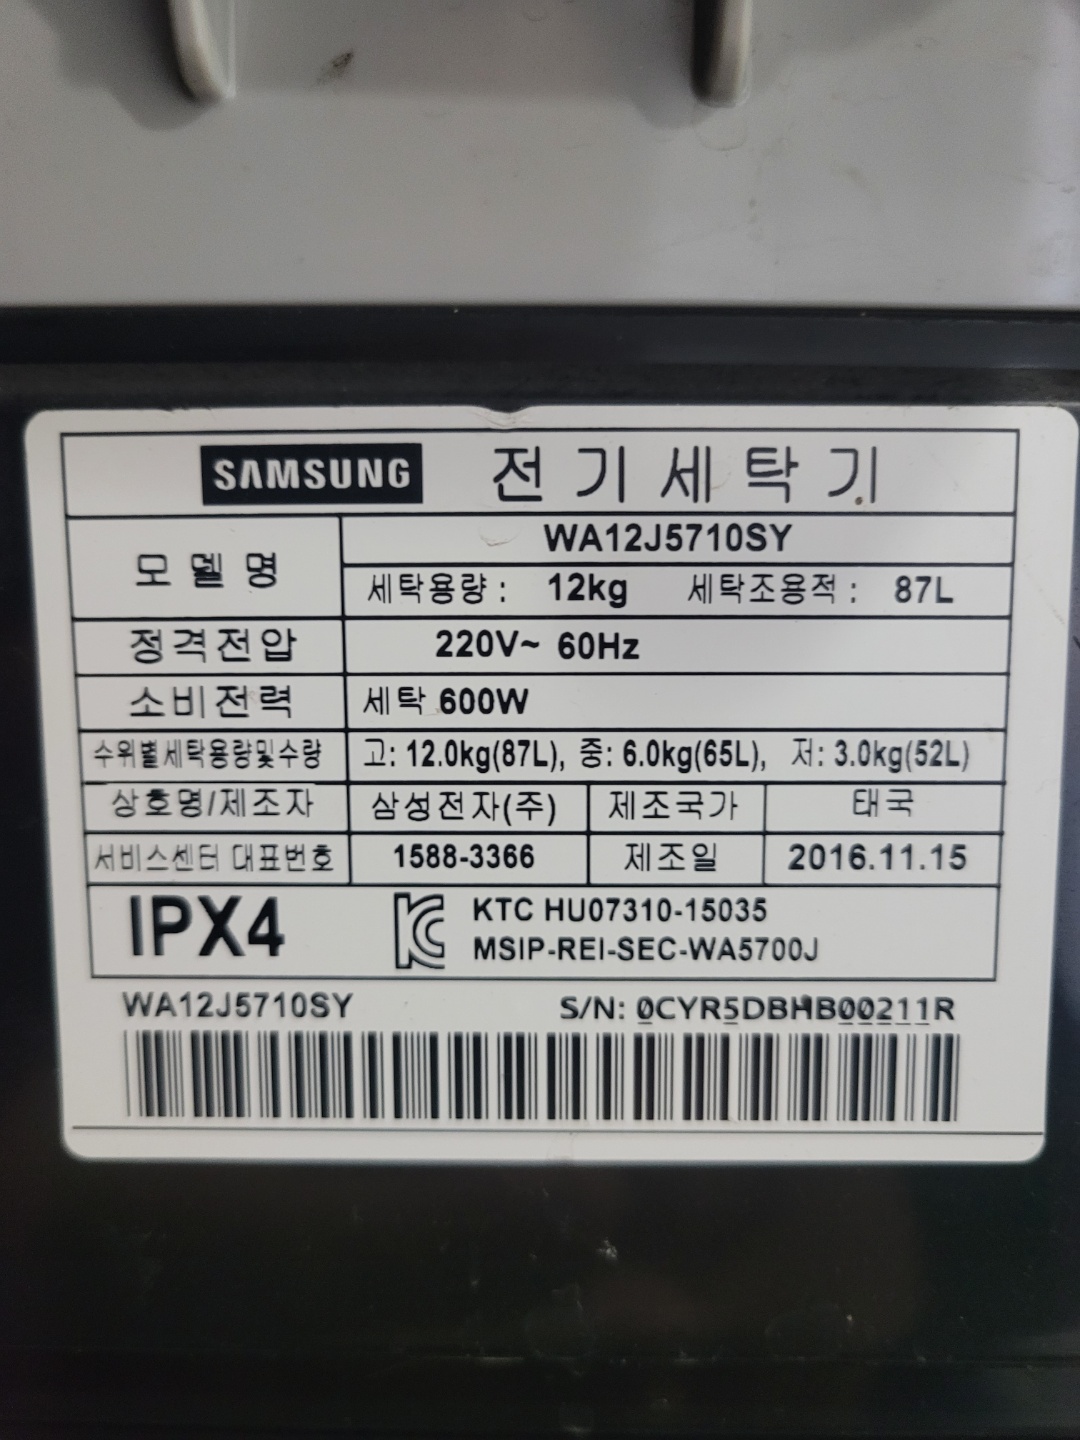 SAMSUNG 전기세탁기
모델명 WA12J5710SY
세탁용량 : 12kg 세탁조용적 : 87L
정격전압 220V~ 60Hz
소비전력 세탁 600W
수위별세탁용량및수량 고: 12.0kg(87L), 중: 6.0kg(65L), 저: 3.0kg(52L)
상호명/제조자 삼성전자(주) 제조국가 태국
서비스센터 대표번호 1588-3366 제조일 2016.11.15
IPX4 KTC HU07310-15035
MSIP-REI-SEC-WA5700J
WA12J5710SY S/N: 0CYR5DBHB00211R